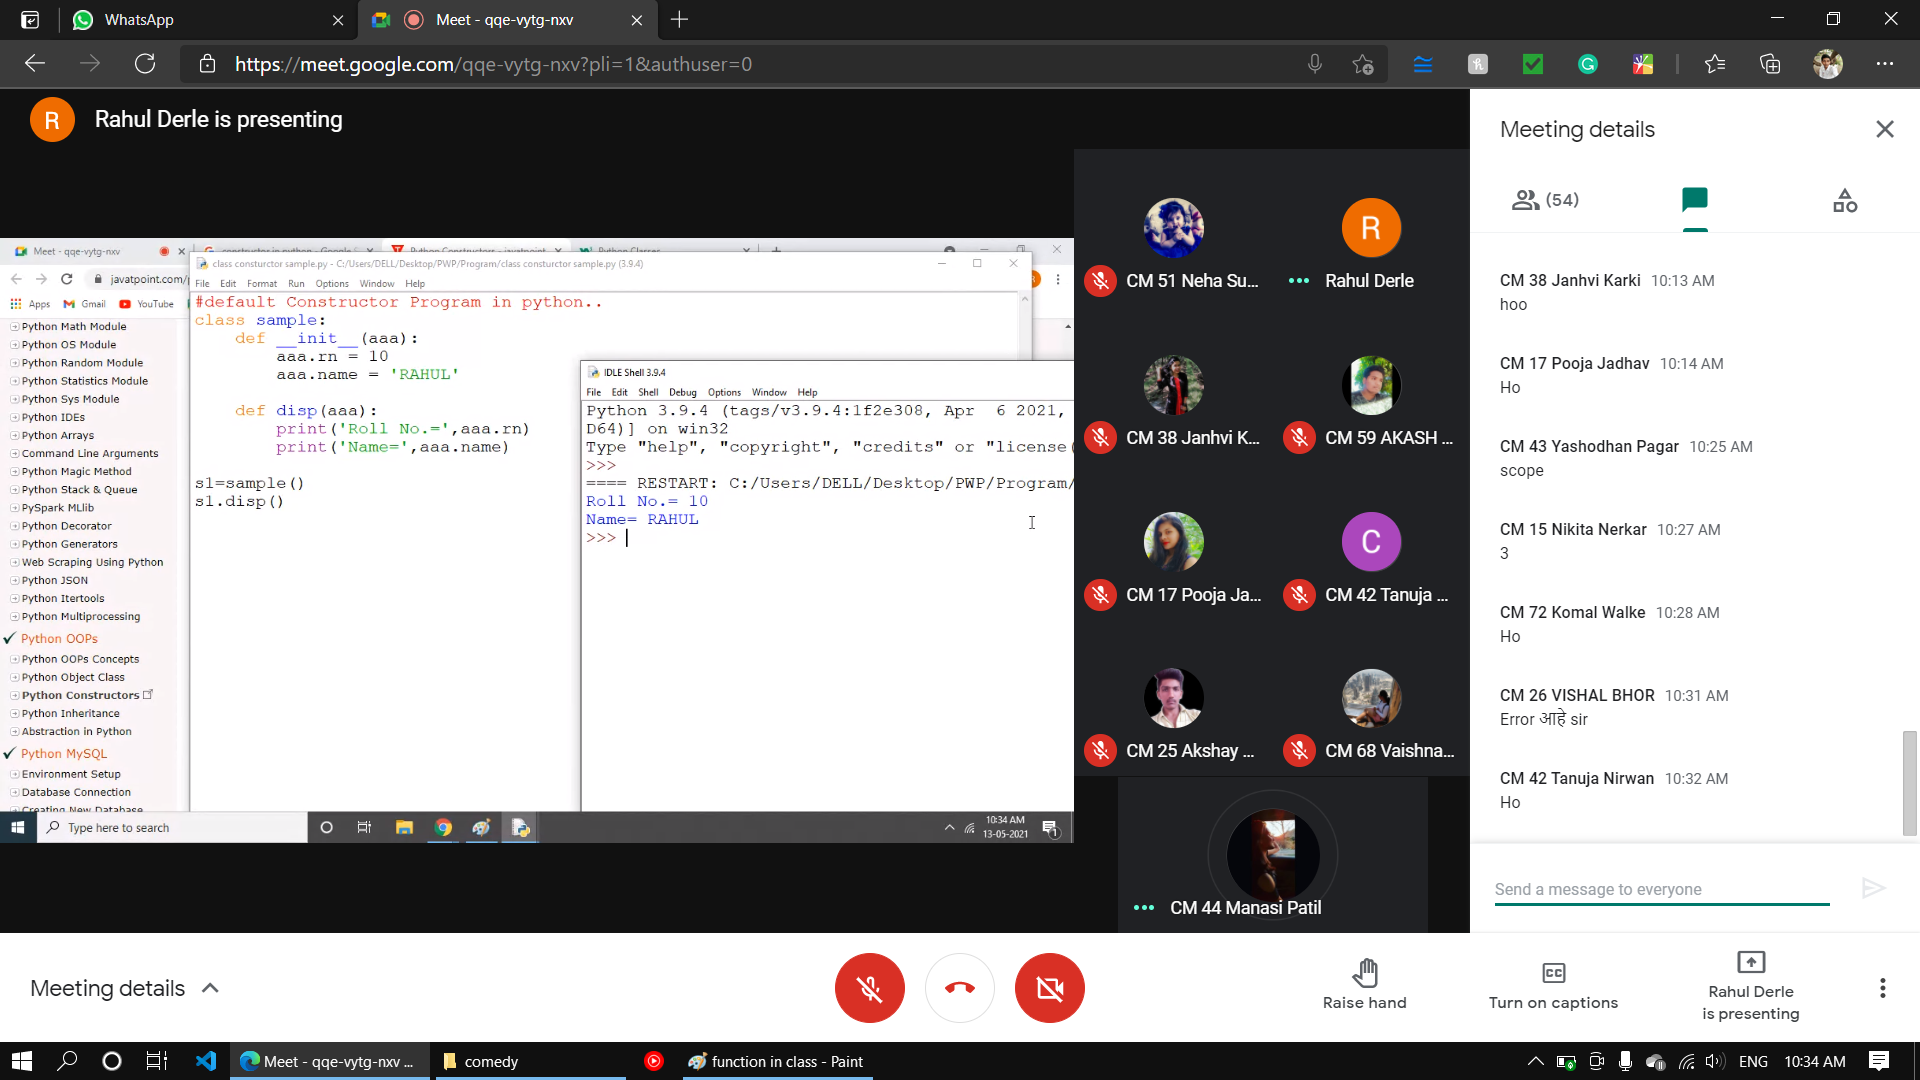 WhatsApp
Meet - qqe-vytg-nxv
https://meet.google.com/qqe-vytg-nxv?pli=1&authuser=0
R
Rahul Derle is presenting
Meet - qqe-vytg-nxv
constructor in python - Google
Python Constructors - javatpoint
Python Classes
javatpoint.com/
Apps
Gmail
YouTube
Python Math Module
Python OS Module
Python Random Module
Python Statistics Module
Python Sys Module
Python IDEs
Python Arrays
Command Line Arguments
Python Magic Method
Python Stack & Queue
PySpark MLlib
Python Decorator
Python Generators
Web Scraping Using Python
Python JSON
Python Itertools
Python Multiprocessing
Python OOPs
Python OOPs Concepts
Python Object Class
Python Constructors
Python Inheritance
Abstraction in Python
Python MySQL
Environment Setup
Database Connection
Creating New Database
class consturctor sample.py - C:/Users/DELL/Desktop/PWP/Program/class consturctor sample.py (3.9.4)
File Edit Format Run Options Window Help
#default Constructor Program in python..
class sample:
def __init__(aaa):
aaa.rn = 10
aaa.name = 'RAHUL'
def disp(aaa):
print('Roll No.=',aaa.rn)
print('Name=',aaa.name)
s1=sample()
s1.disp()
IDLE Shell 3.9.4
File Edit Shell Debug Options Window Help
Python 3.9.4 (tags/v3.9.4:1f2e308, Apr 6 2021,
D64)] on win32
Type "help", "copyright", "credits" or "license(
>>>
==== RESTART: C:/Users/DELL/Desktop/PWP/Program/
Roll No.= 10
Name= RAHUL
>>>
Type here to search
10:34 AM
13-05-2021
1
CM 51 Neha Su...
R
Rahul Derle
CM 38 Janhvi K...
CM 59 AKASH ...
CM 17 Pooja Ja...
C
CM 42 Tanuja ...
CM 25 Akshay ...
CM 68 Vaishna...
CM 44 Manasi Patil
Meeting details
(54)
CM 38 Janhvi Karki 10:13 AM
hoo
CM 17 Pooja Jadhav 10:14 AM
Ho
CM 43 Yashodhan Pagar 10:25 AM
scope
CM 15 Nikita Nerkar 10:27 AM
3
CM 72 Komal Walke 10:28 AM
Ho
CM 26 VISHAL BHOR 10:31 AM
Error आहे sir
CM 42 Tanuja Nirwan 10:32 AM
Ho
Send a message to everyone
Meeting details
Raise hand
Turn on captions
Rahul Derle
is presenting
Meet - qqe-vytg-nxv ...
comedy
function in class - Paint
ENG
10:34 AM